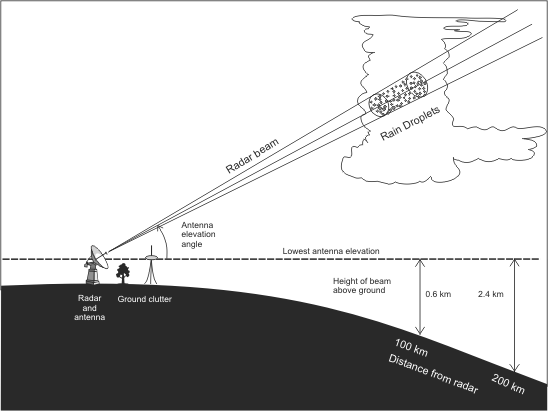 Radar beam
Rain Droplets
Antenna
elevation
angle
Lowest antenna elevation
Radar
and
antenna
Ground clutter
Height of beam
above ground
0.6 km
2.4 km
100 km
Distance from radar
200 km